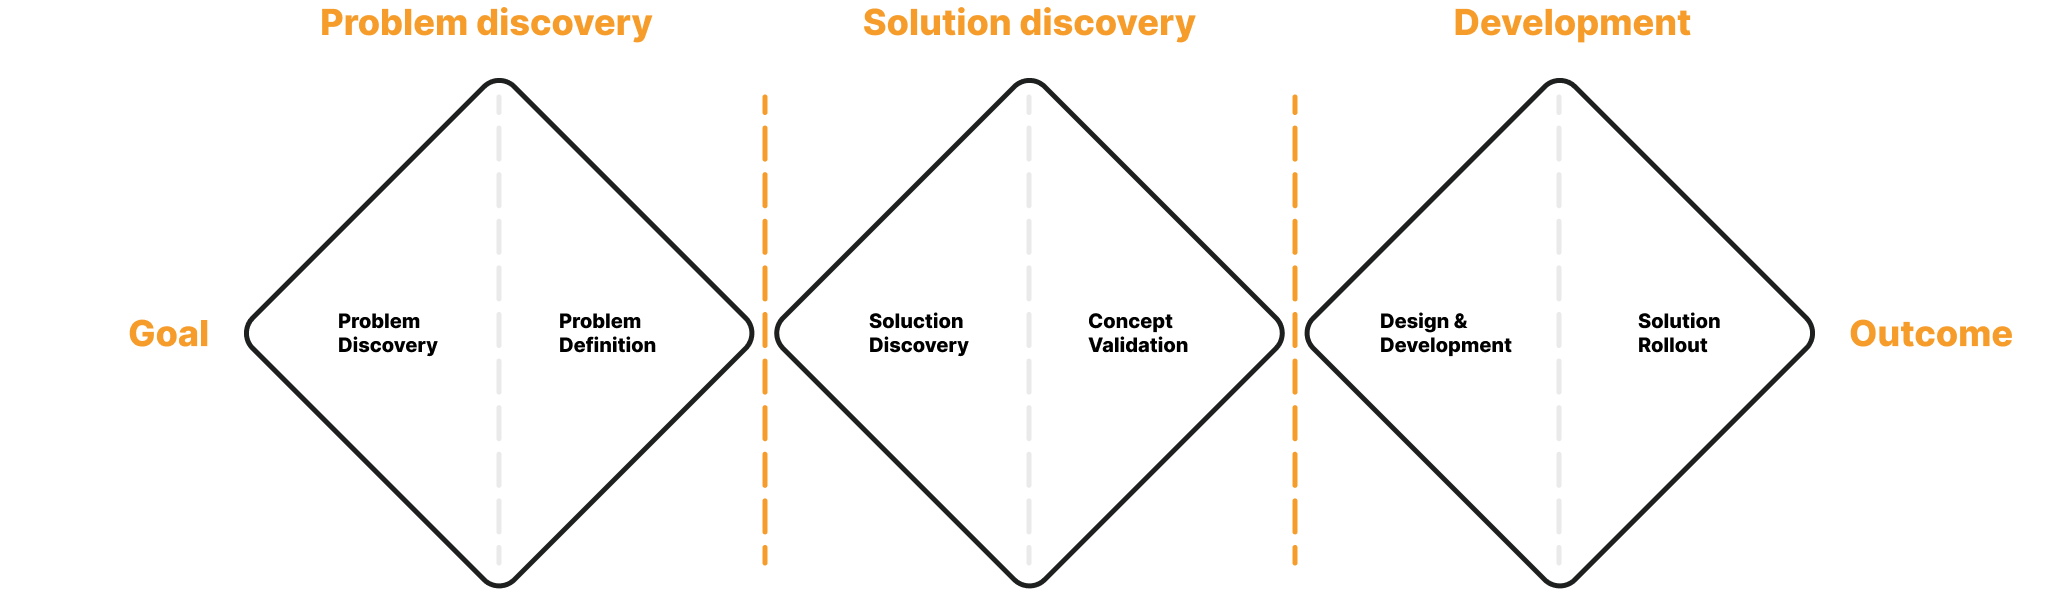 Problem discovery
Solution discovery
Development
Goal
Problem
Discovery
Problem
Definition
Soluction
Discovery
Concept
Validation
Design &
Development
Solution
Rollout
Outcome